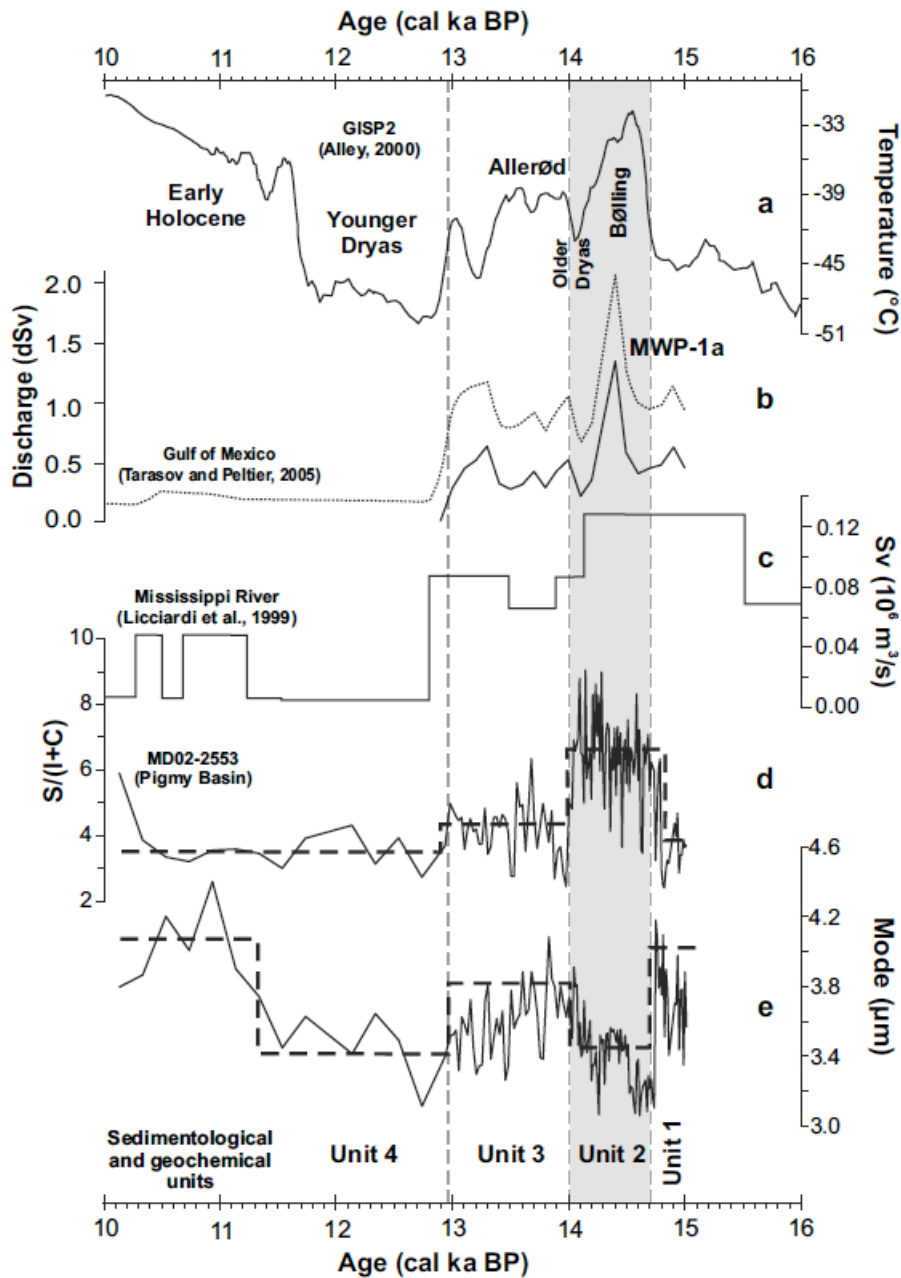 Age (cal ka BP)
10 11 12 13 14 15 16
GISP2
(Alley, 2000)
Early
Holocene
Younger
Dryas
AllerØd
Older
Dryas
BØlling
a
-33
-39
-45
-51
Temperature (°C)
2.0
1.5
1.0
0.5
0.0
Discharge (dSv)
MWP-1a
b
Gulf of Mexico
(Tarasov and Peltier, 2005)
c
0.12
0.08
0.04
0.00
Sv (10⁶ m³/s)
Mississippi River
(Licciardi et al., 1999)
10
8
6
4
2
S/(I+C)
MD02-2553
(Pigmy Basin)
d
4.6
4.2
3.8
3.4
3.0
Mode (µm)
e
Sedimentological
and geochemical
units
Unit 4
Unit 3
Unit 2
Unit 1
10 11 12 13 14 15 16
Age (cal ka BP)